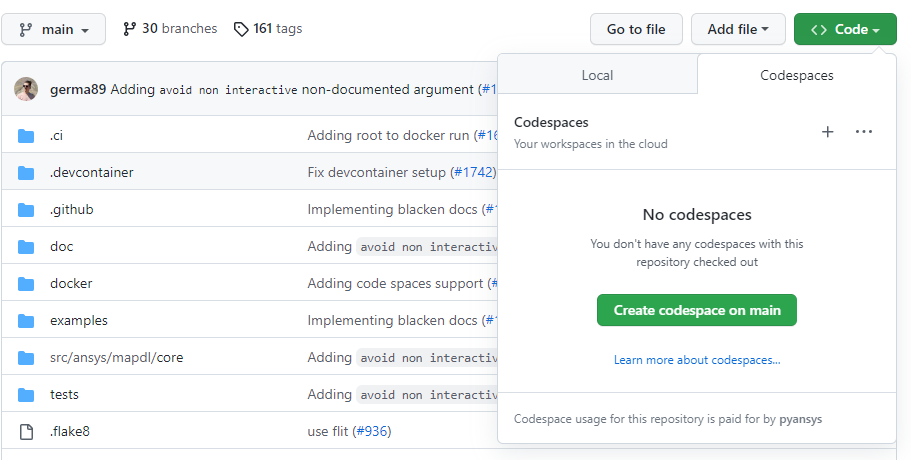 main 30 branches 161 tags Go to file Add file Code
germa89 Adding avoid non interactive non-documented argument (#1
Local Codespaces
Codespaces
Your workspaces in the cloud
No codespaces
You don't have any codespaces with this
repository checked out
Create codespace on main
Learn more about codespaces...
Codespace usage for this repository is paid for by pyansys
.ci Adding root to docker run (#16
.devcontainer Fix devcontainer setup (#1742)
.github Implementing blacken docs (#1
doc Adding avoid non interactiv
docker Adding code spaces support (#
examples Implementing blacken docs (#1
src/ansys/mapdl/core Adding avoid non interactiv
tests Adding avoid non interactiv
.flake8 use flit (#936)